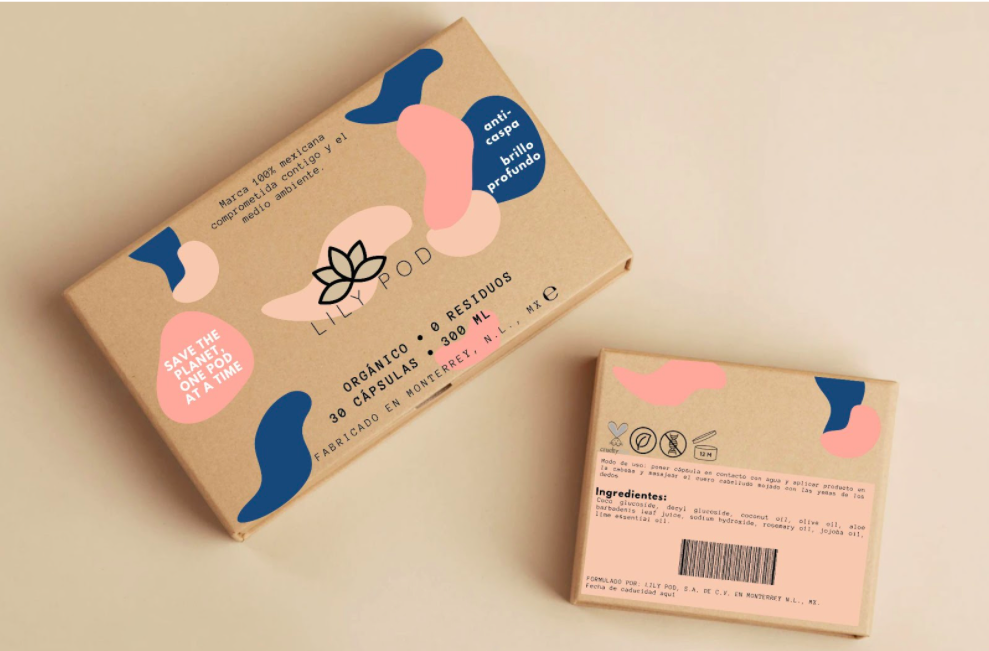 Marca 100% mexicana
comprometida contigo y el
medio ambiente.
anti-
caspa
brillo
profundo
LILY POD
SAVE THE
PLANET,
ONE POD
AT A TIME
ORGÁNICO • 0 RESIDUOS
30 CÁPSULAS • 300 ML
FABRICADO EN MONTERREY, N.L., MX ℮
cruelty
12 M
Modo de uso: poner cápsula en contacto con agua y aplicar producto en
la cabeza y masajear el cuero cabelludo mojado con las yemas de los
dedos
Ingredientes:
Coco glucoside, decyl glucoside, coconut oil, olive oil, aloe
barbadenis leaf juice, sodium hydroxide, rosemary oil, jojoba oil,
lime essential oil.
FORMULADO POR: LILY POD, S.A. DE C.V. EN MONTERREY N.L., MX.
Fecha de caducidad aquí